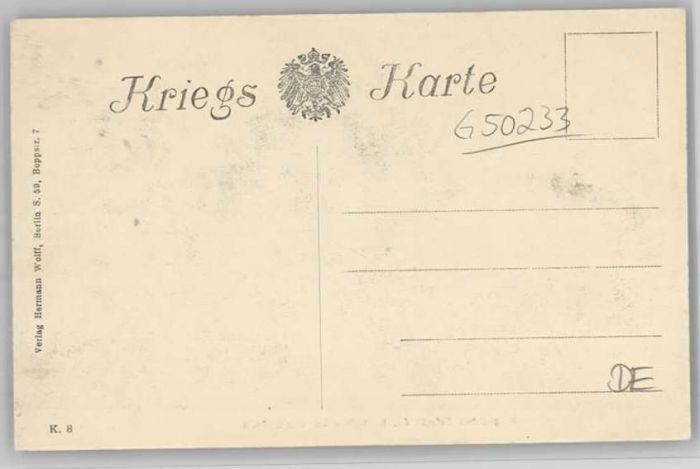 Kriegs Karte
G50233
Verlag Hermann Wolff, Berlin S. 59, Boppstr. 7
DE
K. 8